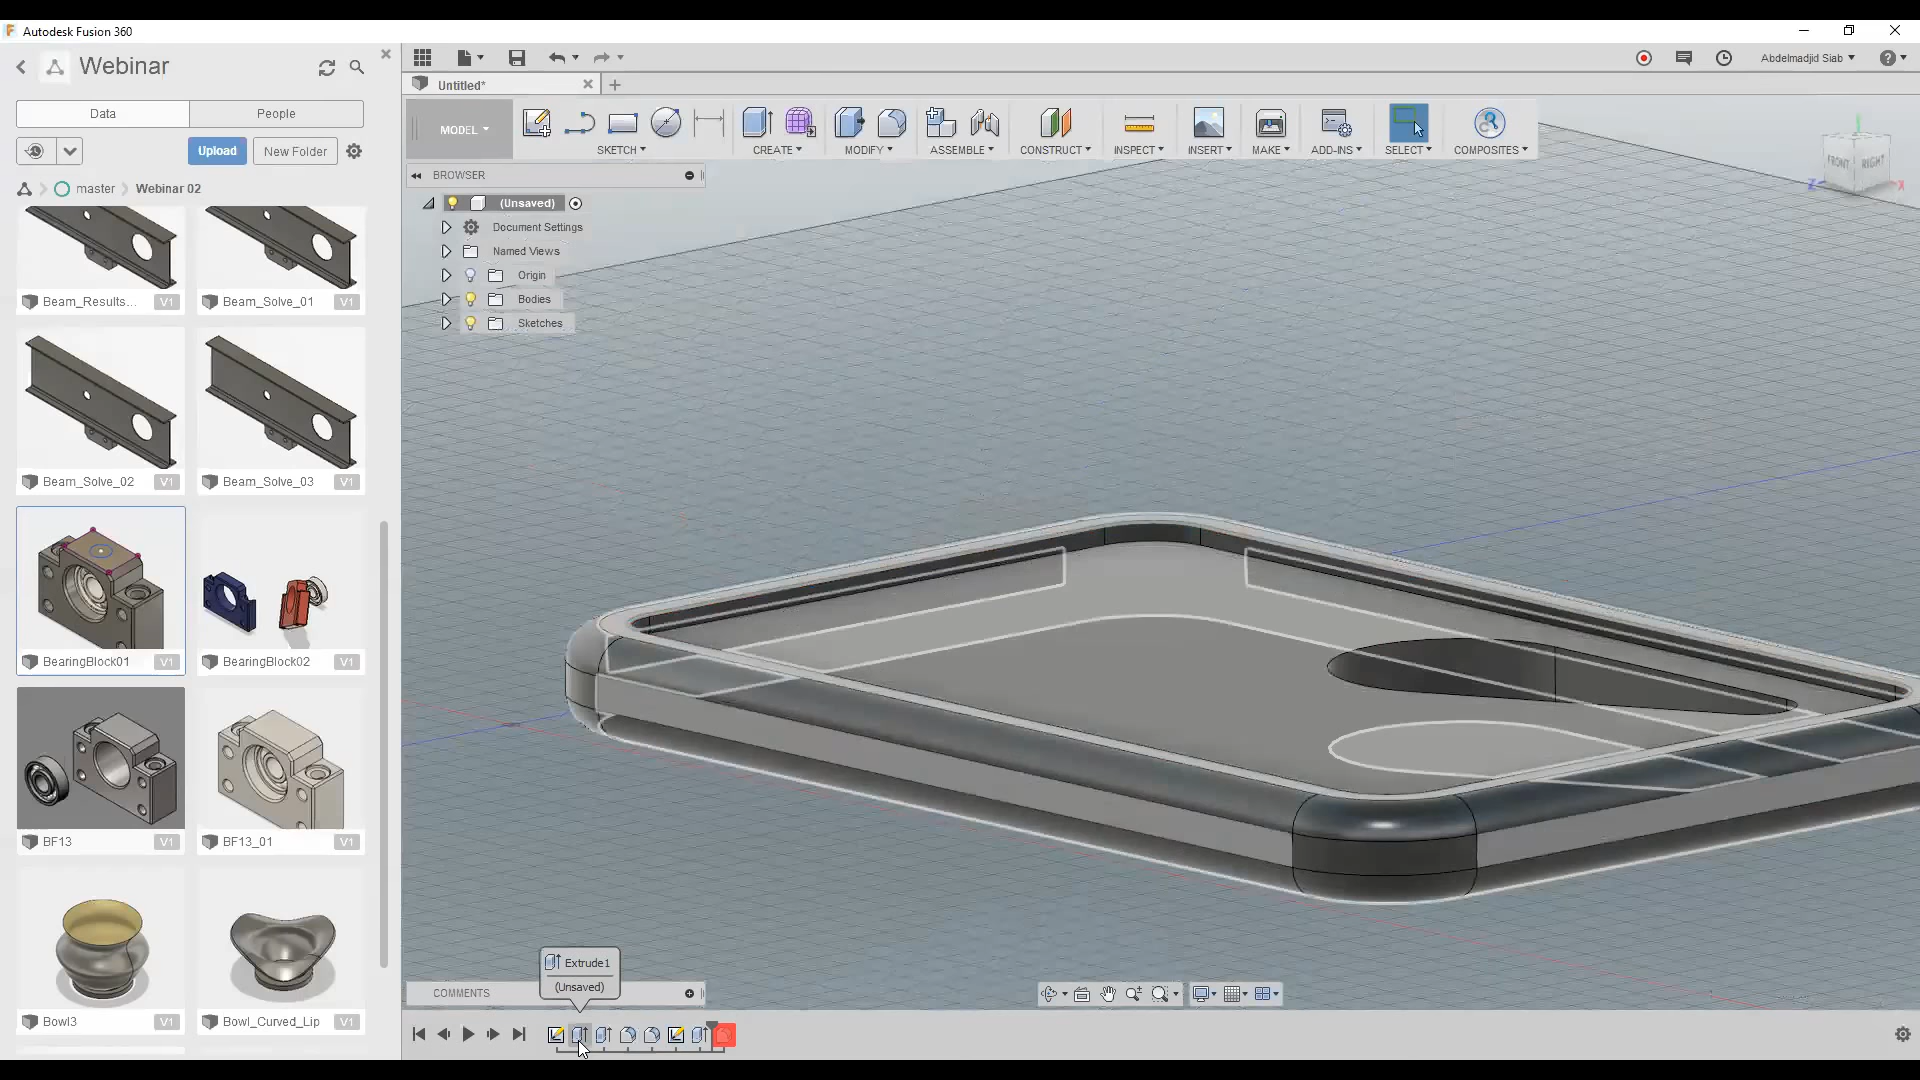 Autodesk Fusion 360
Webinar
Data
People
Upload
New Folder
master
Webinar 02
Beam_Results...
V1
Beam_Solve_01
V1
Beam_Solve_02
V1
Beam_Solve_03
V1
BearingBlock01
V1
BearingBlock02
V1
BF13
V1
BF13_01
V1
Bowl3
V1
Bowl_Curved_Lip
V1
Abdelmadjid Siab
Untitled*
MODEL
SKETCH
CREATE
MODIFY
ASSEMBLE
CONSTRUCT
INSPECT
INSERT
MAKE
ADD-INS
SELECT
COMPOSITES
BROWSER
(Unsaved)
Document Settings
Named Views
Origin
Bodies
Sketches
FRONT
RIGHT
Z
X
Extrude1
(Unsaved)
COMMENTS